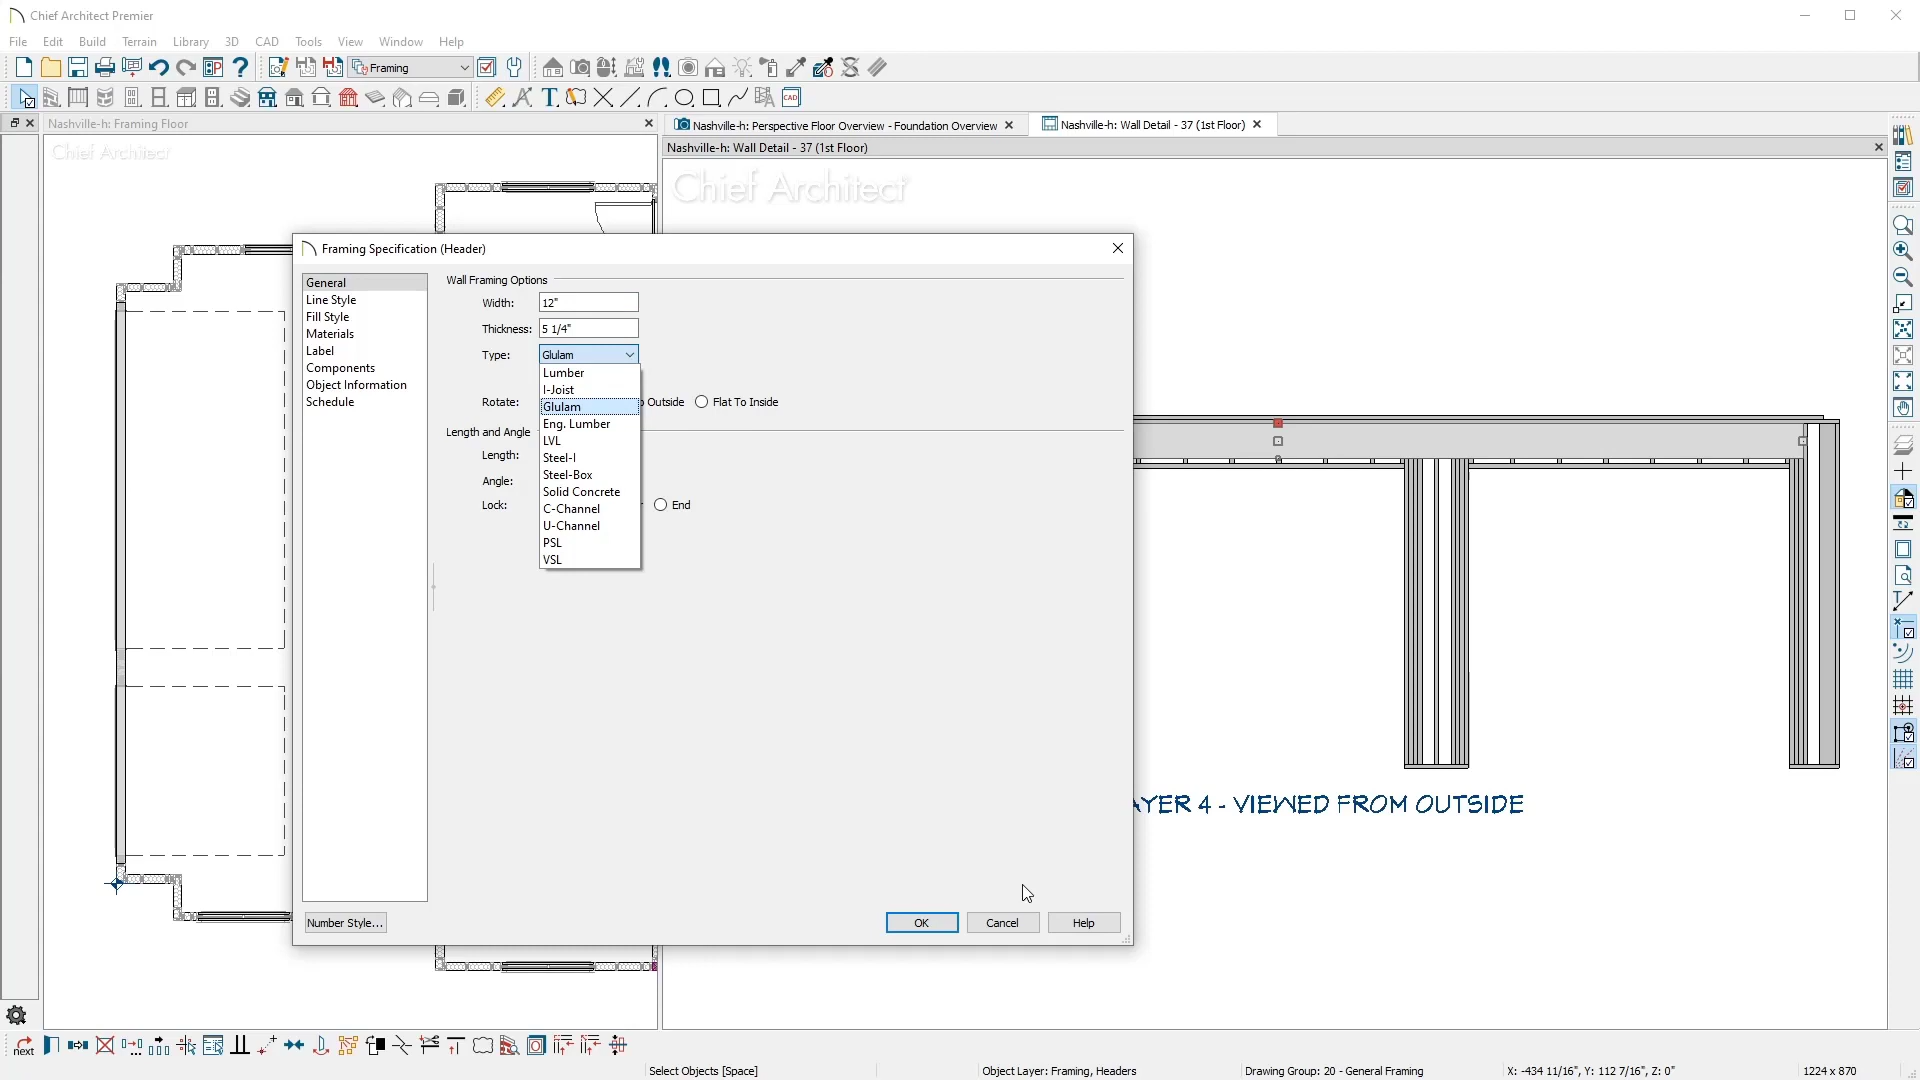 Chief Architect Premier
File Edit Build Terrain Library 3D CAD Tools View Window Help
Framing
CAD
Nashville-h: Framing Floor
Nashville-h: Perspective Floor Overview - Foundation Overview
Nashville-h: Wall Detail - 37 (1st Floor)
Nashville-h: Wall Detail - 37 (1st Floor)
Chief Architect
Chief Architect
Framing Specification (Header)
General
Line Style
Fill Style
Materials
Label
Components
Object Information
Schedule
Wall Framing Options
Width: 12"
Thickness: 5 1/4"
Type: Glulam
Lumber
I-Joist
Glulam
Eng. Lumber
LVL
Steel-I
Steel-Box
Solid Concrete
C-Channel
U-Channel
PSL
VSL
Rotate: Outside Flat To Inside
Length and Angle
Length:
Angle:
Lock: End
Number Style...
OK Cancel Help
AYER 4 - VIEWED FROM OUTSIDE
next
Select Objects [Space]
Object Layer: Framing, Headers
Drawing Group: 20 - General Framing
X: -434 11/16", Y: 112 7/16", Z: 0"
1224 x 870